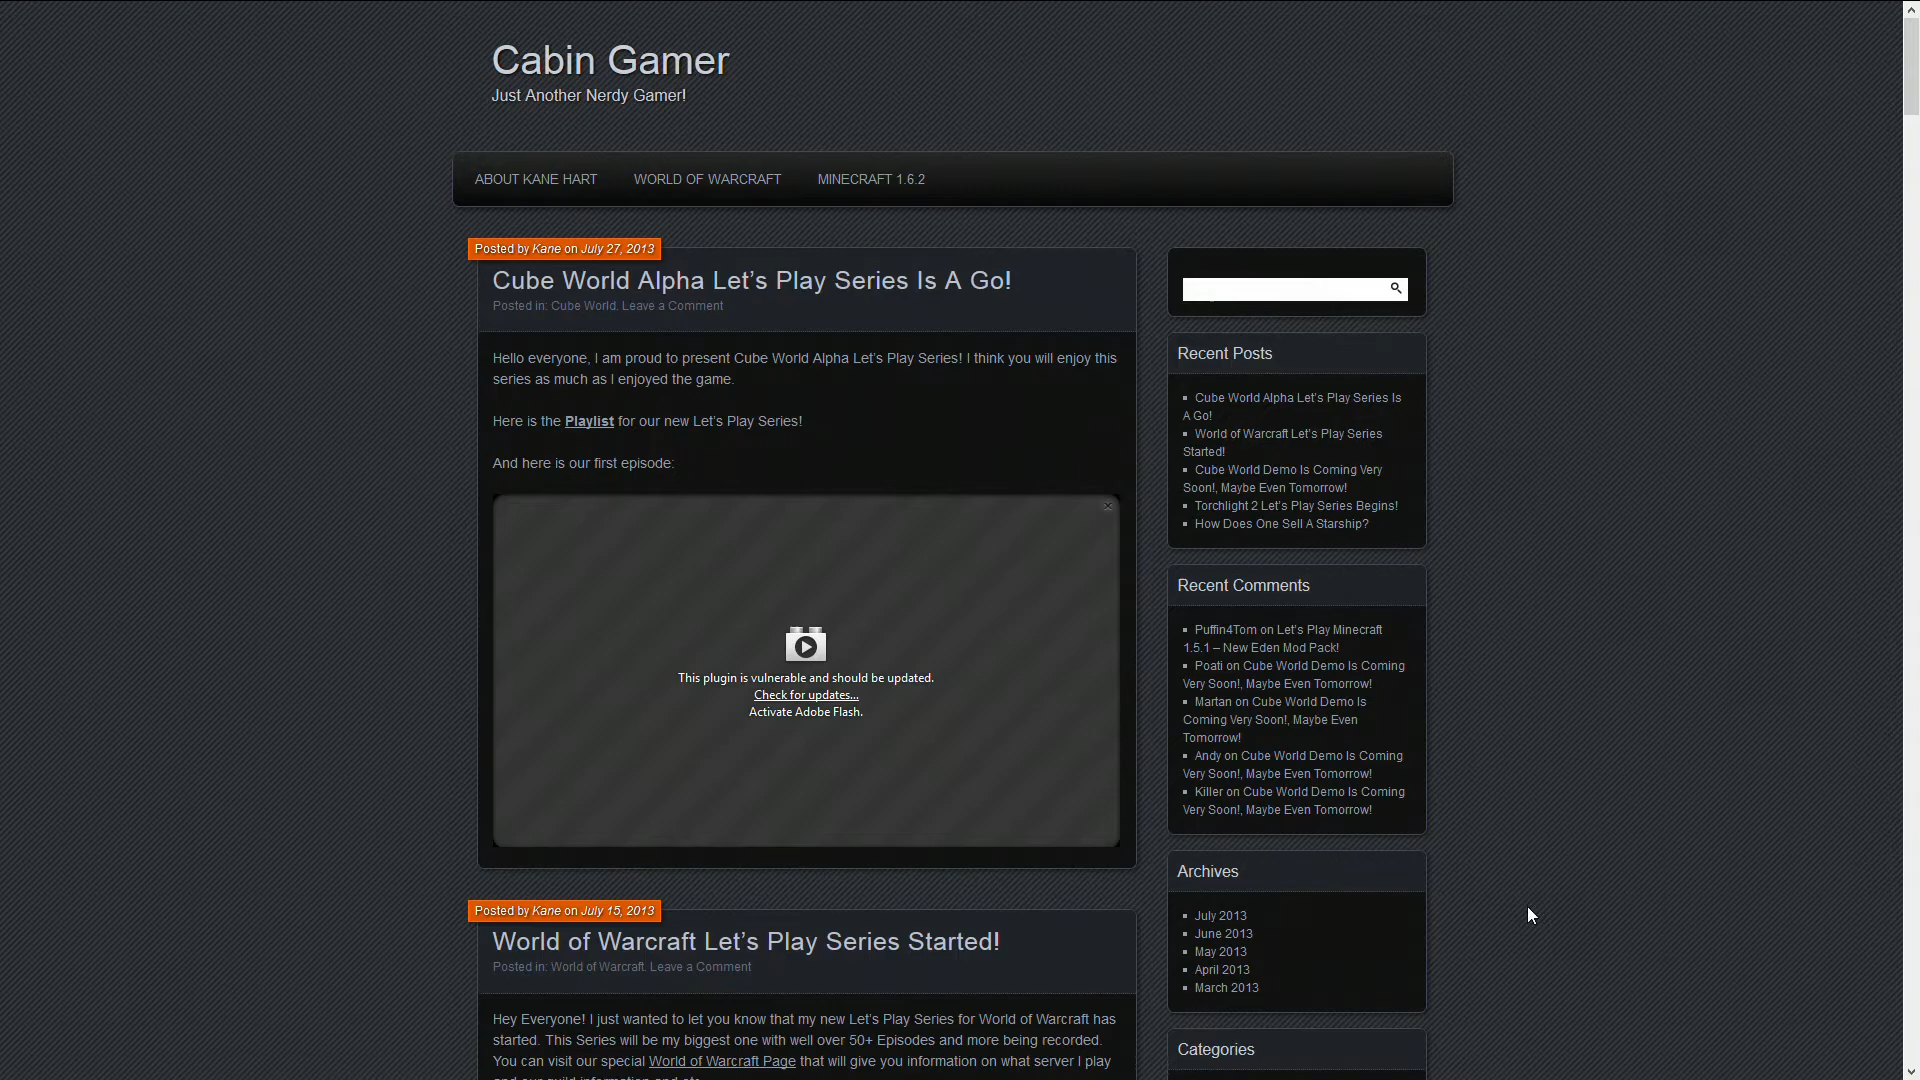 Cabin Gamer
Just Another Nerdy Gamer!
ABOUT KANE HART
WORLD OF WARCRAFT
MINECRAFT 1.6.2
Posted by Kane on July 27, 2013
Cube World Alpha Let’s Play Series Is A Go!
Posted in: Cube World. Leave a Comment
Hello everyone, I am proud to present Cube World Alpha Let’s Play Series! I think you will enjoy this
series as much as I enjoyed the game.
Here is the Playlist for our new Let’s Play Series!
And here is our first episode:
This plugin is vulnerable and should be updated.
Check for updates...
Activate Adobe Flash.
Posted by Kane on July 15, 2013
World of Warcraft Let’s Play Series Started!
Posted in: World of Warcraft. Leave a Comment
Hey Everyone! I just wanted to let you know that my new Let’s Play Series for World of Warcraft has
started. This Series will be my biggest one with well over 50+ Episodes and more being recorded.
You can visit our special World of Warcraft Page that will give you information on what server I play
Recent Posts
Cube World Alpha Let’s Play Series Is
A Go!
World of Warcraft Let’s Play Series
Started!
Cube World Demo Is Coming Very
Soon!, Maybe Even Tomorrow!
Torchlight 2 Let’s Play Series Begins!
How Does One Sell A Starship?
Recent Comments
Puffin4Tom on Let’s Play Minecraft
1.5.1 – New Eden Mod Pack!
Poati on Cube World Demo Is Coming
Very Soon!, Maybe Even Tomorrow!
Martan on Cube World Demo Is
Coming Very Soon!, Maybe Even
Tomorrow!
Andy on Cube World Demo Is Coming
Very Soon!, Maybe Even Tomorrow!
Killer on Cube World Demo Is Coming
Very Soon!, Maybe Even Tomorrow!
Archives
July 2013
June 2013
May 2013
April 2013
March 2013
Categories